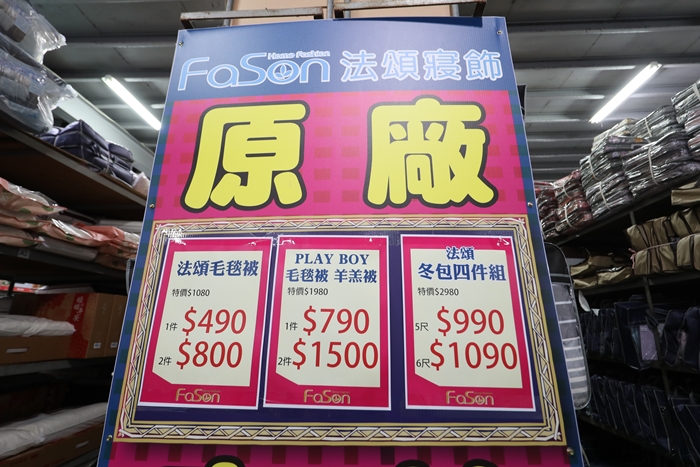 Home Fashion
FaSon 法頌寢飾
原廠
法頌毛毯被
特價$1080
1件 $490
2件 $800
FaSon
PLAY BOY
毛毯被 羊羔被
特價$1980
1件 $790
2件 $1500
FaSon
法頌
冬包四件組
特價$2980
5尺 $990
6尺 $1090
FaSon